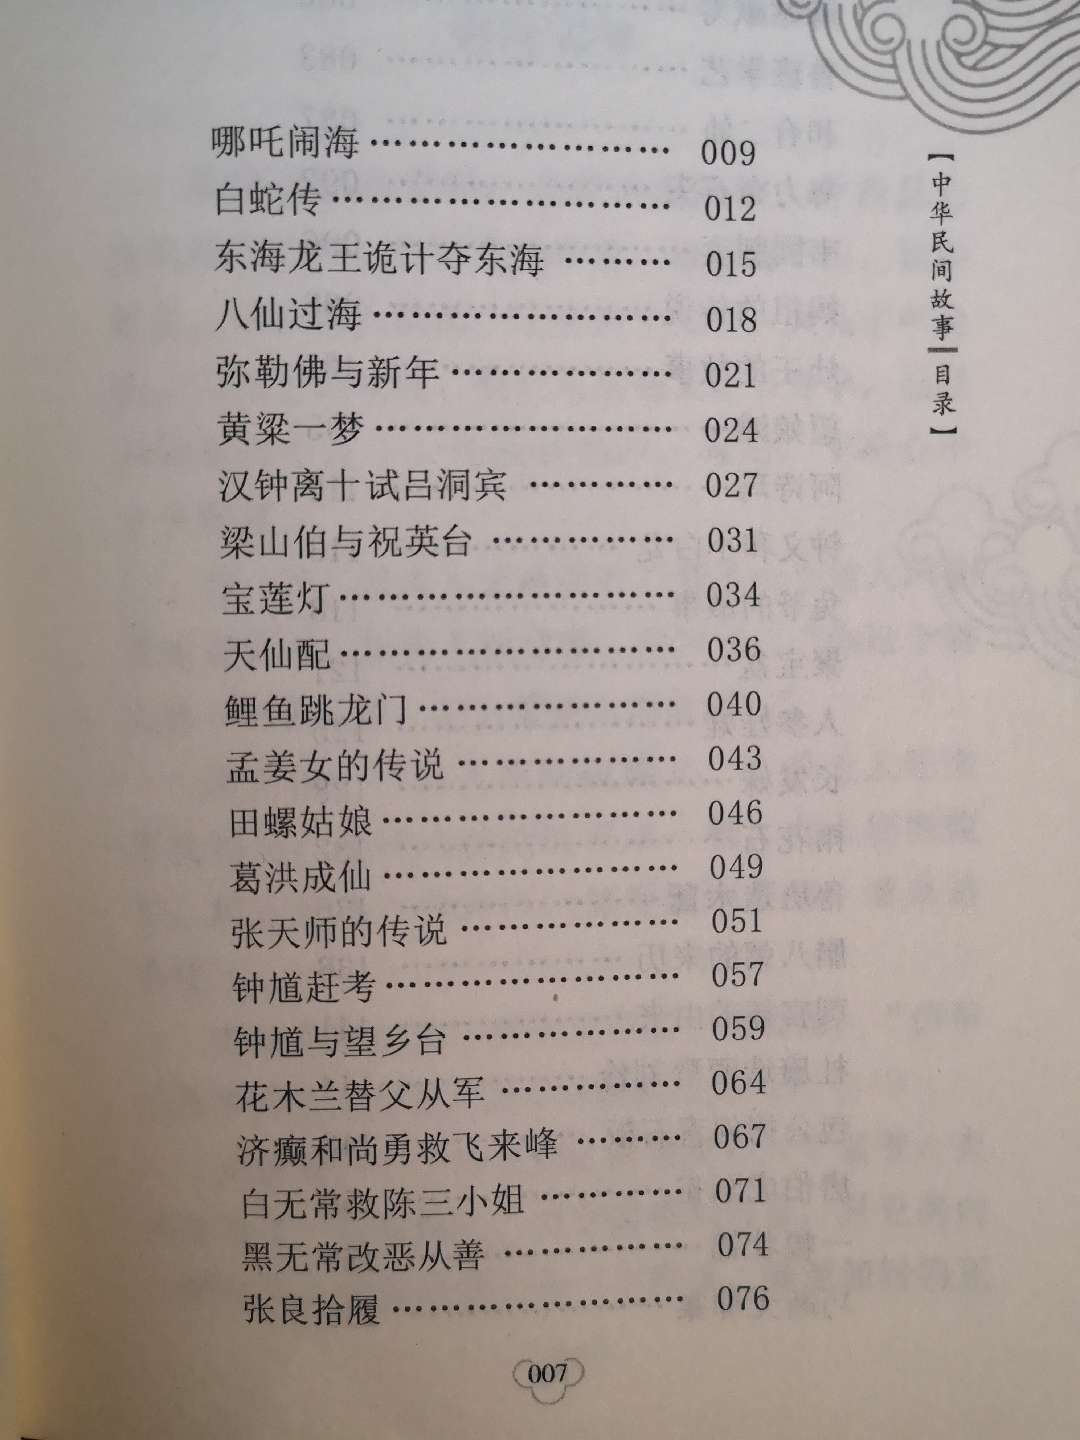 哪吒闹海……………………… 009
白蛇传………………………… 012
东海龙王诡计夺东海 ……… 015
八仙过海……………………… 018
弥勒佛与新年………………… 021
黄粱一梦……………………… 024
汉钟离十试吕洞宾 ………… 027
梁山伯与祝英台 …………… 031
宝莲灯………………………… 034
天仙配………………………… 036
鲤鱼跳龙门…………………… 040
孟姜女的传说 ……………… 043
田螺姑娘……………………… 046
葛洪成仙……………………… 049
张天师的传说 ……………… 051
钟馗赶考……………………… 057
钟馗与望乡台 ……………… 059
花木兰替父从军 …………… 064
济癫和尚勇救飞来峰 ……… 067
白无常救陈三小姐 ………… 071
黑无常改恶从善 …………… 074
张良拾履……………………… 076
【中华民间故事|目录】
007